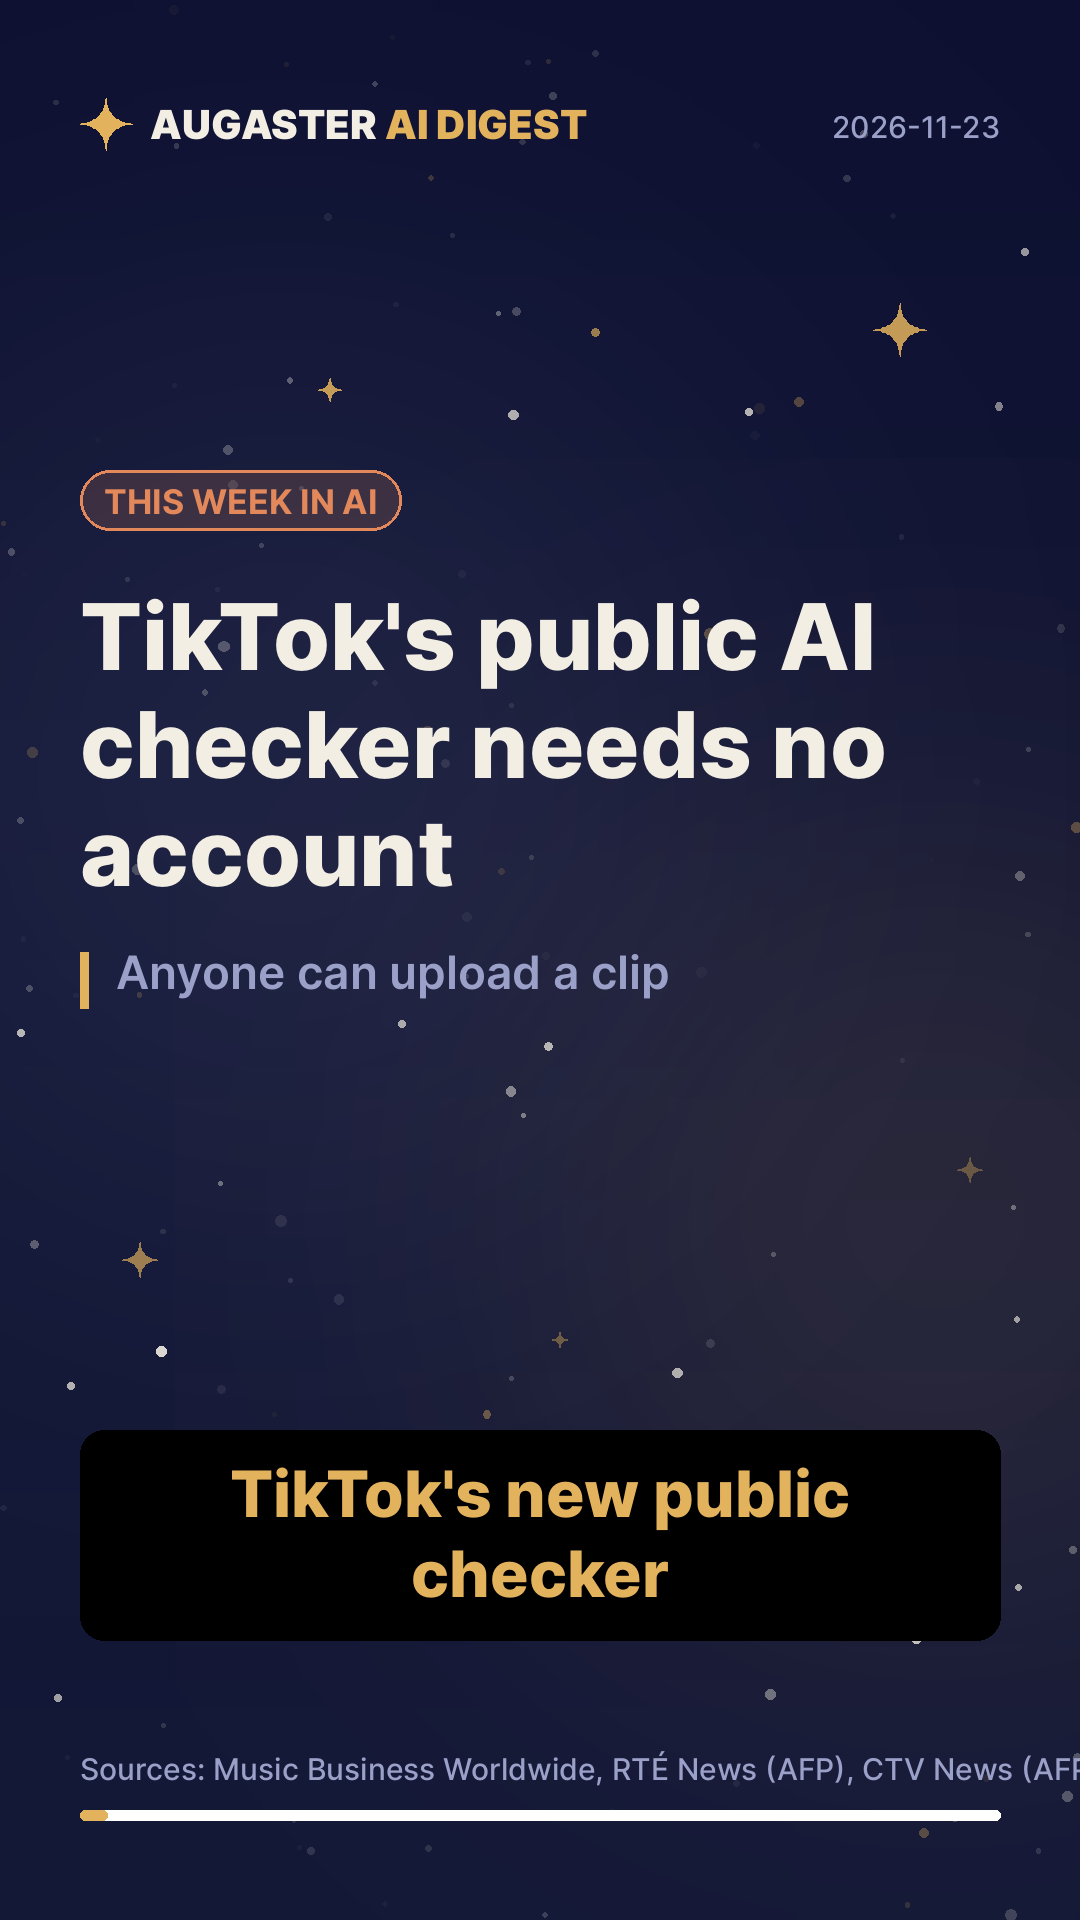 AUGASTER AI DIGEST
2026-11-23
THIS WEEK IN AI
TikTok's public AI
checker needs no
account
Anyone can upload a clip
TikTok's new public
checker
Sources: Music Business Worldwide, RTÉ News (AFP), CTV News (AF